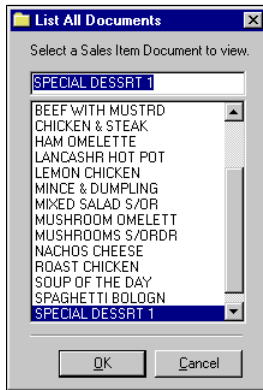 List All Documents
Select a Sales Item Document to view.
SPECIAL DESSRT 1
BEEF WITH MUSTRD
CHICKEN & STEAK
HAM OMELETTE
LANCASHR HOT POT
LEMON CHICKEN
MINCE & DUMPLING
MIXED SALAD S/OR
MUSHROOM OMELETT
MUSHROOMS S/ORDR
NACHOS CHEESE
ROAST CHICKEN
SOUP OF THE DAY
SPAGHETTI BOLOGN
SPECIAL DESSRT 1
OK Cancel